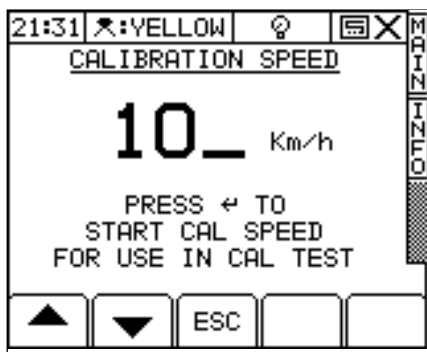 21:31 :YELLOW
CALIBRATION SPEED
10_ Km/h
PRESS ↵ TO
START CAL SPEED
FOR USE IN CAL TEST
ESC
MAIN
INFO